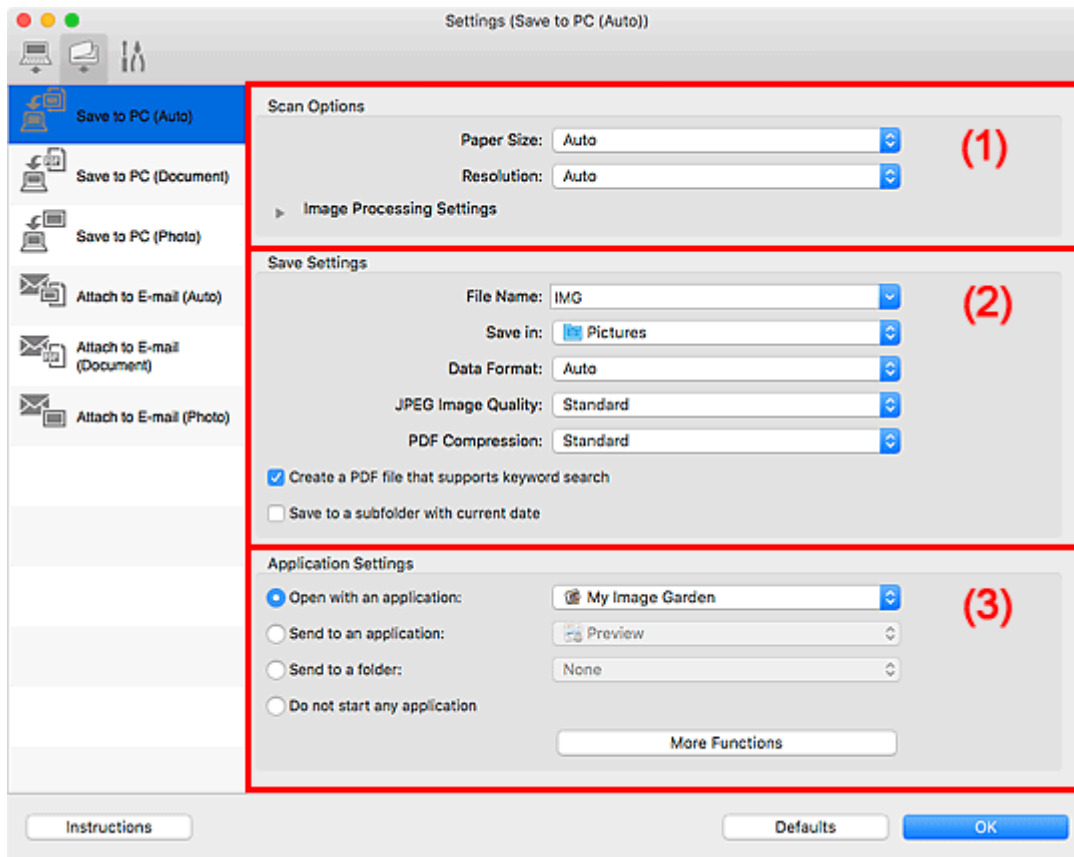 Settings (Save to PC (Auto))
Save to PC (Auto)
Save to PC (Document)
Save to PC (Photo)
Attach to E-mail (Auto)
Attach to E-mail
(Document)
Attach to E-mail (Photo)
Scan Options
Paper Size: Auto
Resolution: Auto
Image Processing Settings
(1)
Save Settings
File Name: IMG
Save in: Pictures
Data Format: Auto
JPEG Image Quality: Standard
PDF Compression: Standard
Create a PDF file that supports keyword search
Save to a subfolder with current date
(2)
Application Settings
Open with an application: My Image Garden
Send to an application: Preview
Send to a folder: None
Do not start any application
More Functions
(3)
Instructions
Defaults
OK